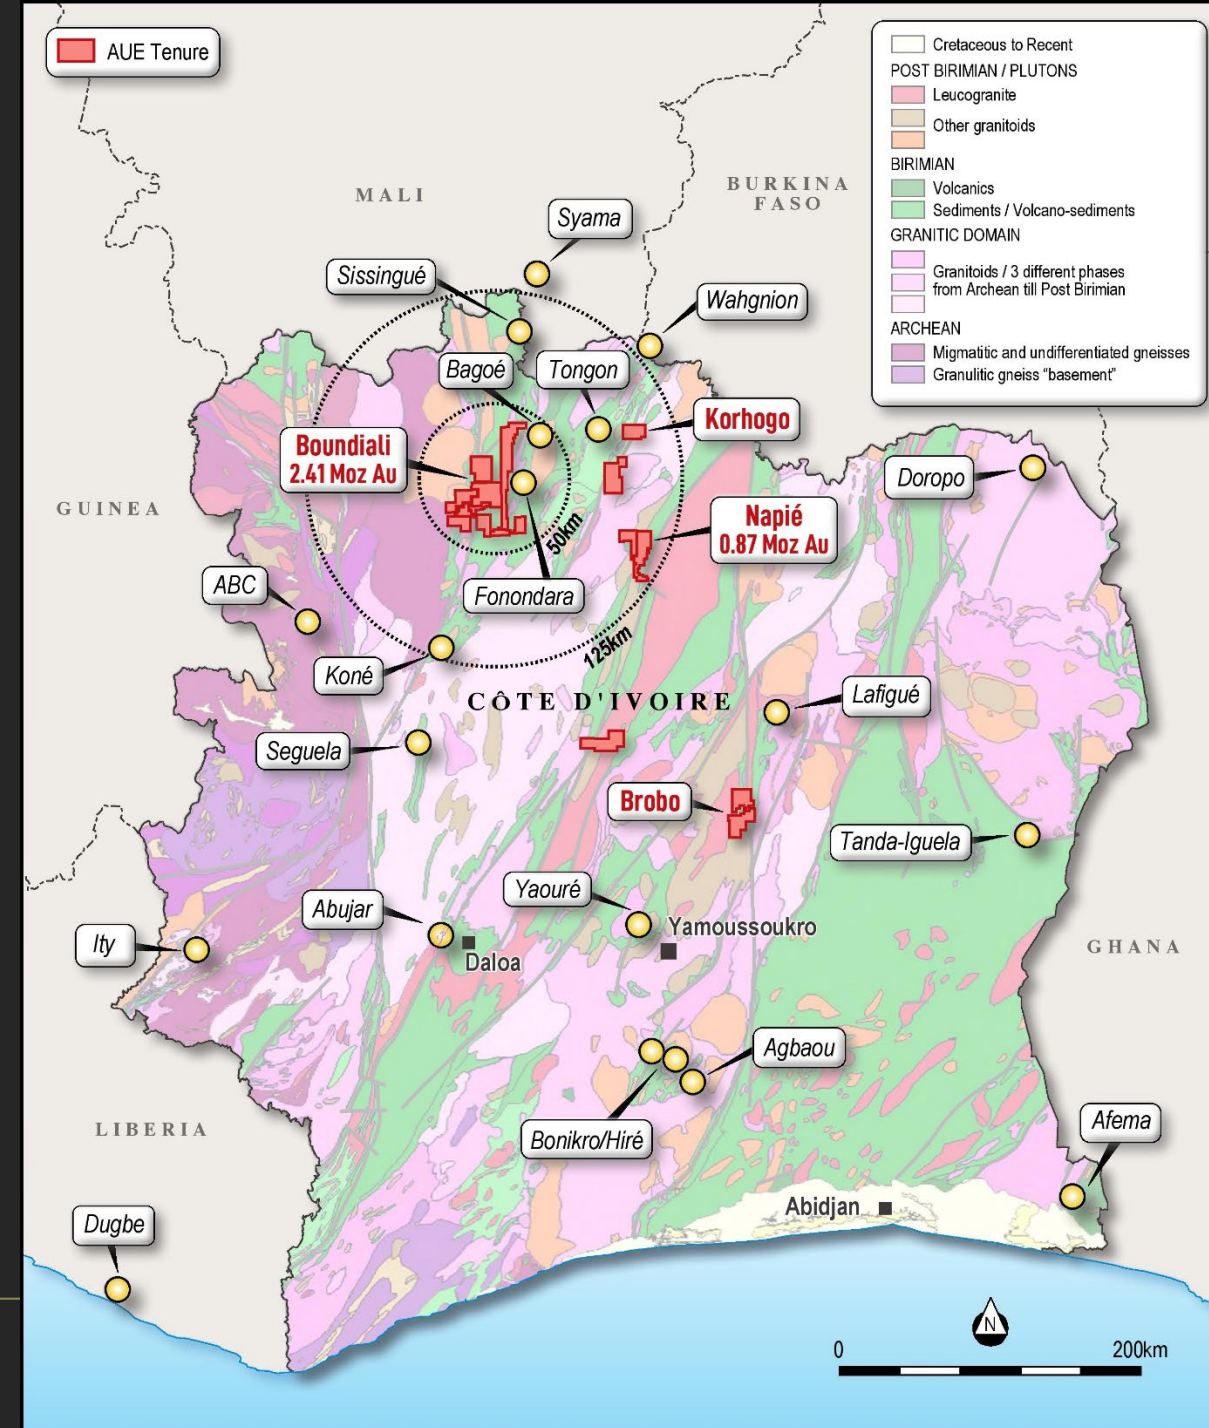 AUE Tenure
Cretaceous to Recent
POST BIRIMIAN / PLUTONS
Leucogranite
Other granitoids
BIRIMIAN
Volcanics
Sediments / Volcano-sediments
GRANITIC DOMAIN
Granitoids / 3 different phases
from Archean till Post Birimian
ARCHEAN
Migmatitic and undifferentiated gneisses
Granulitic gneiss “basement”
MALI
BURKINA
FASO
Syama
Sissingué
Wahgnion
Bagoé
Tongon
Korhogo
Boundiali
2.41 Moz Au
Doropo
GUINEA
Napié
0.87 Moz Au
50km
ABC
Fonondara
125km
Koné
CÔTE D'IVOIRE
Lafigué
Seguela
Brobo
Tanda-Iguela
Yaouré
Abujar
Yamoussoukro
Ity
Daloa
GHANA
Agbaou
LIBERIA
Bonikro/Hiré
Afema
Abidjan
Dugbe
N
0
200km